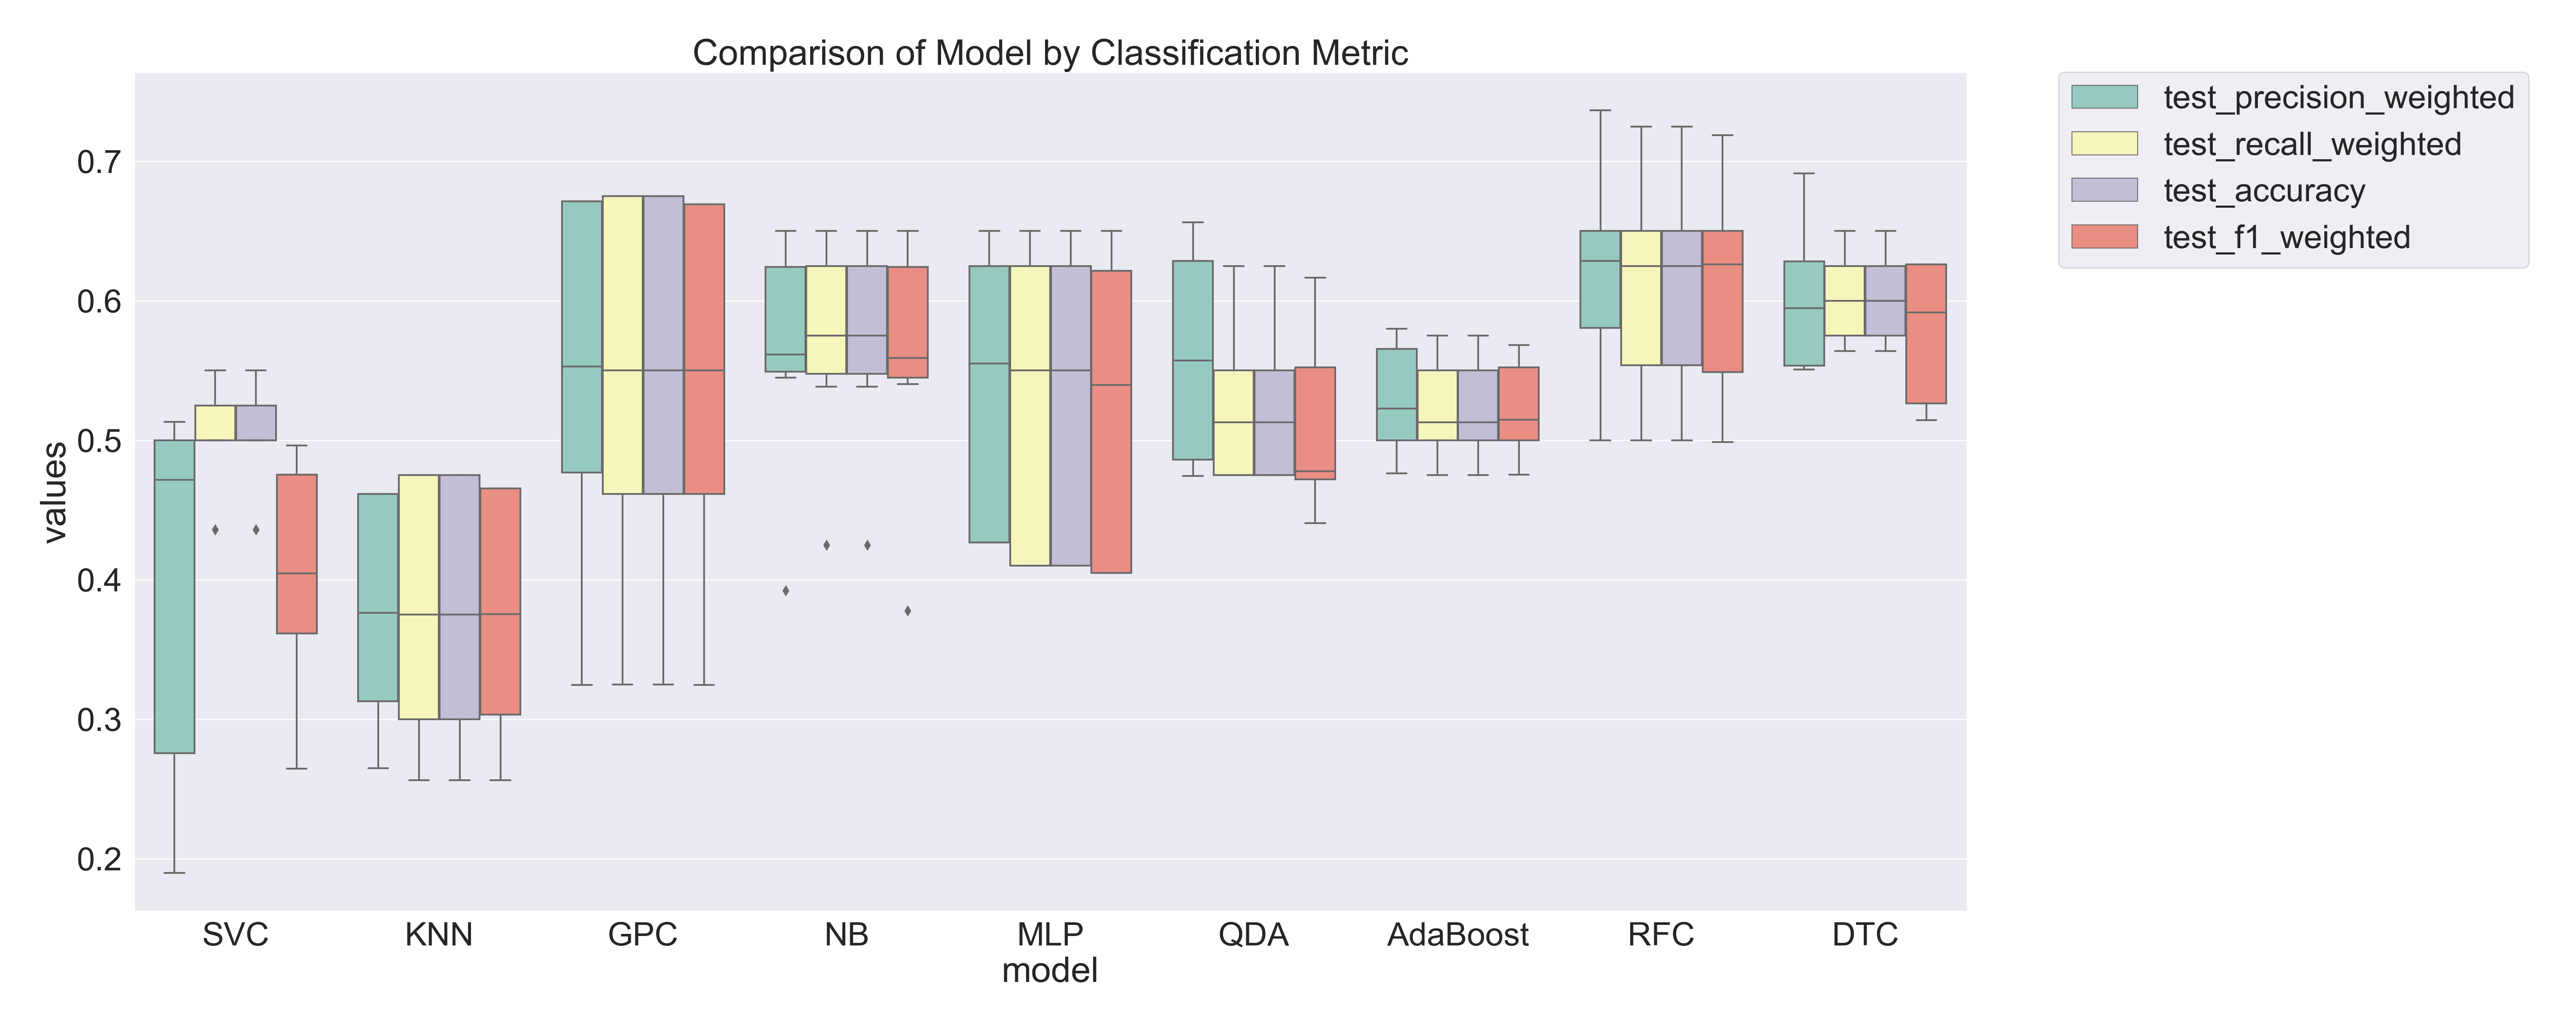 Comparison of Model by Classification Metric
test_precision_weighted
test_recall_weighted
test_accuracy
test_f1_weighted
values
0.7
0.6
0.5
0.4
0.3
0.2
SVC KNN GPC NB MLP QDA AdaBoost RFC DTC
model